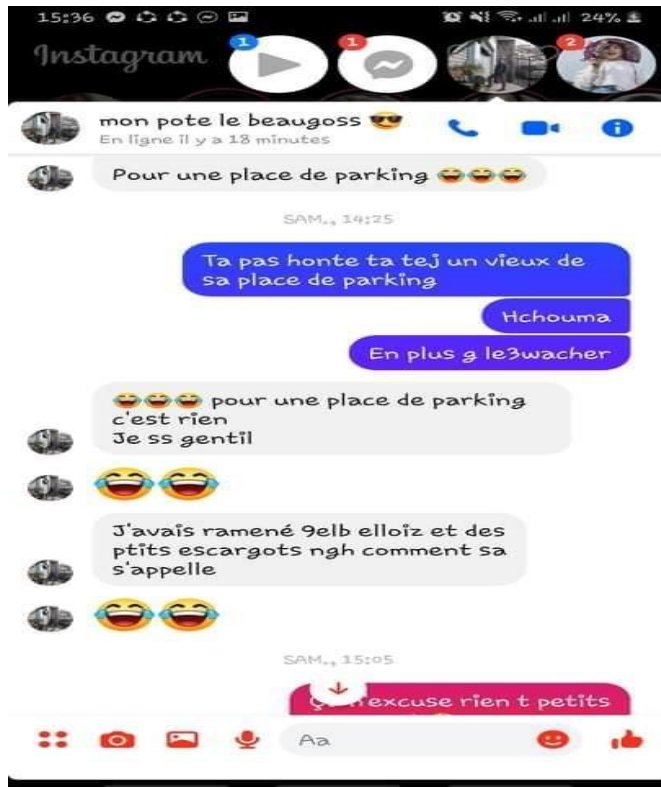 15:36 24%
Instagram 1 1 2
mon pote le beaugoss 😎
En ligne il y a 18 minutes
Pour une place de parking 😂😂😂
SAM., 14:25
Ta pas honte ta tej un vieux de
sa place de parking
Hchouma
En plus g le3wacher
😂😂😂 pour une place de parking
c'est rien
Je ss gentil
😂😂
J'avais ramené 9elb elloiz et des
ptits escargots ngh comment sa
s'appelle
😂😂
SAM., 15:05
excuse rien t petits
Aa